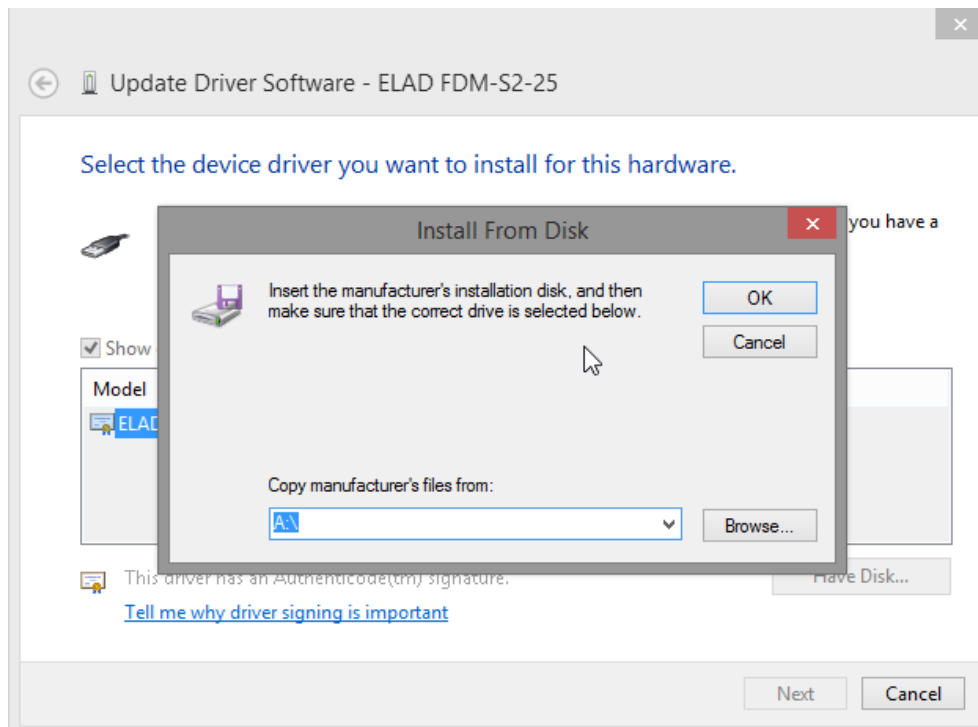 Update Driver Software - ELAD FDM-S2-25
Select the device driver you want to install for this hardware.
you have a
Install From Disk
Insert the manufacturer's installation disk, and then
make sure that the correct drive is selected below.
OK
Cancel
Show
Model
ELAD
Copy manufacturer's files from:
A:\
Browse...
This driver has an Authenticode(tm) signature.
Have Disk...
Tell me why driver signing is important
Next
Cancel